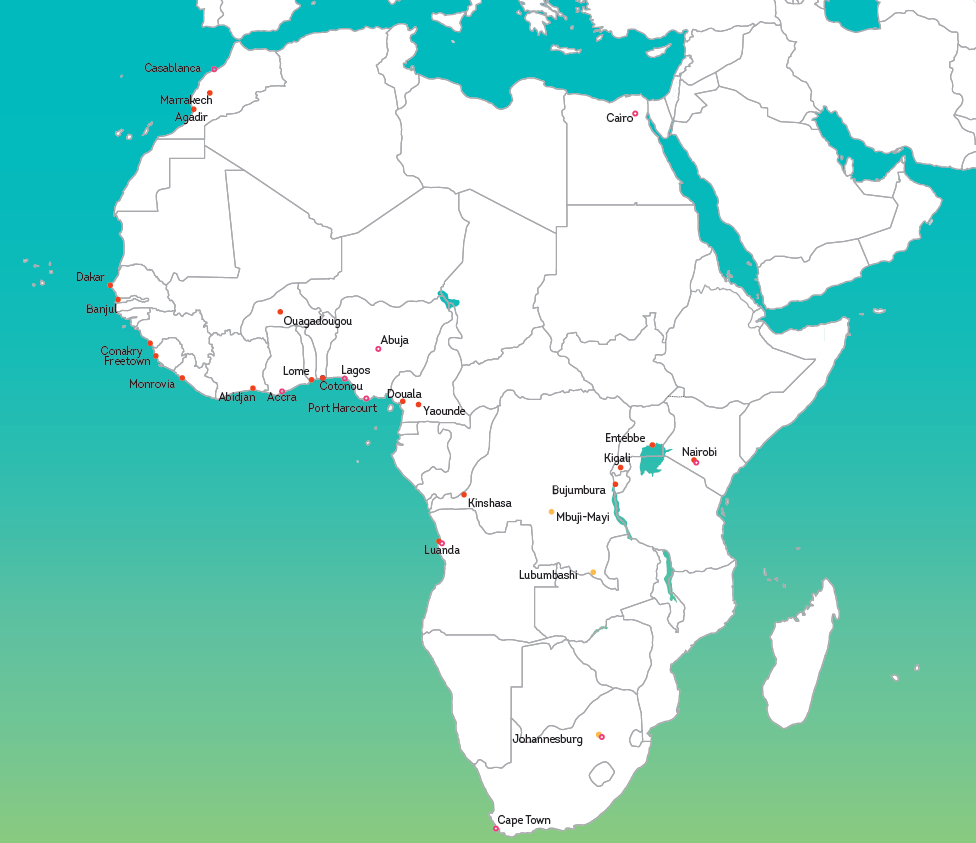 Casablanca
Marrakech
Agadir
Cairo
Dakar
Banjul
Ouagadougou
Conakry
Freetown
Abuja
Monrovia
Lome
Lagos
Cotonou
Abidjan
Accra
Port Harcourt
Douala
Yaounde
Entebbe
Kigali
Nairobi
Bujumbura
Kinshasa
Mbuji-Mayi
Luanda
Lubumbashi
Johannesburg
Cape Town